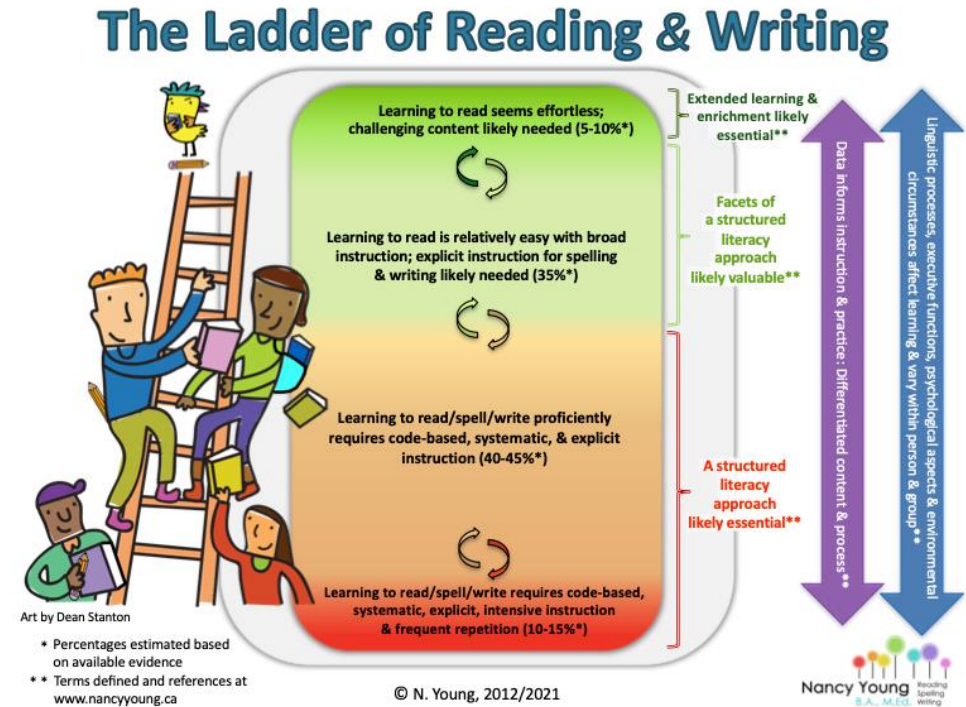 The Ladder of Reading & Writing
Learning to read seems effortless;
challenging content likely needed (5-10%*)
Learning to read is relatively easy with broad
instruction; explicit instruction for spelling
& writing likely needed (35%*)
Learning to read/spell/write proficiently
requires code-based, systematic, & explicit
instruction (40-45%*)
Learning to read/spell/write requires code-based,
systematic, explicit, intensive instruction
& frequent repetition (10-15%*)
Extended learning &
enrichment likely
essential**
Facets of
a structured
literacy
approach
likely valuable**
A structured
literacy
approach
likely essential**
Data informs instruction & practice : Differentiated content & process**
Linguistic processes, executive functions, psychological aspects & environmental
circumstances affect learning & vary within person & group**
Art by Dean Stanton
* Percentages estimated based
on available evidence
** Terms defined and references at
www.nancyyoung.ca
© N. Young, 2012/2021
Nancy Young
B.A., M.Ed.
Reading
Spelling
Writing